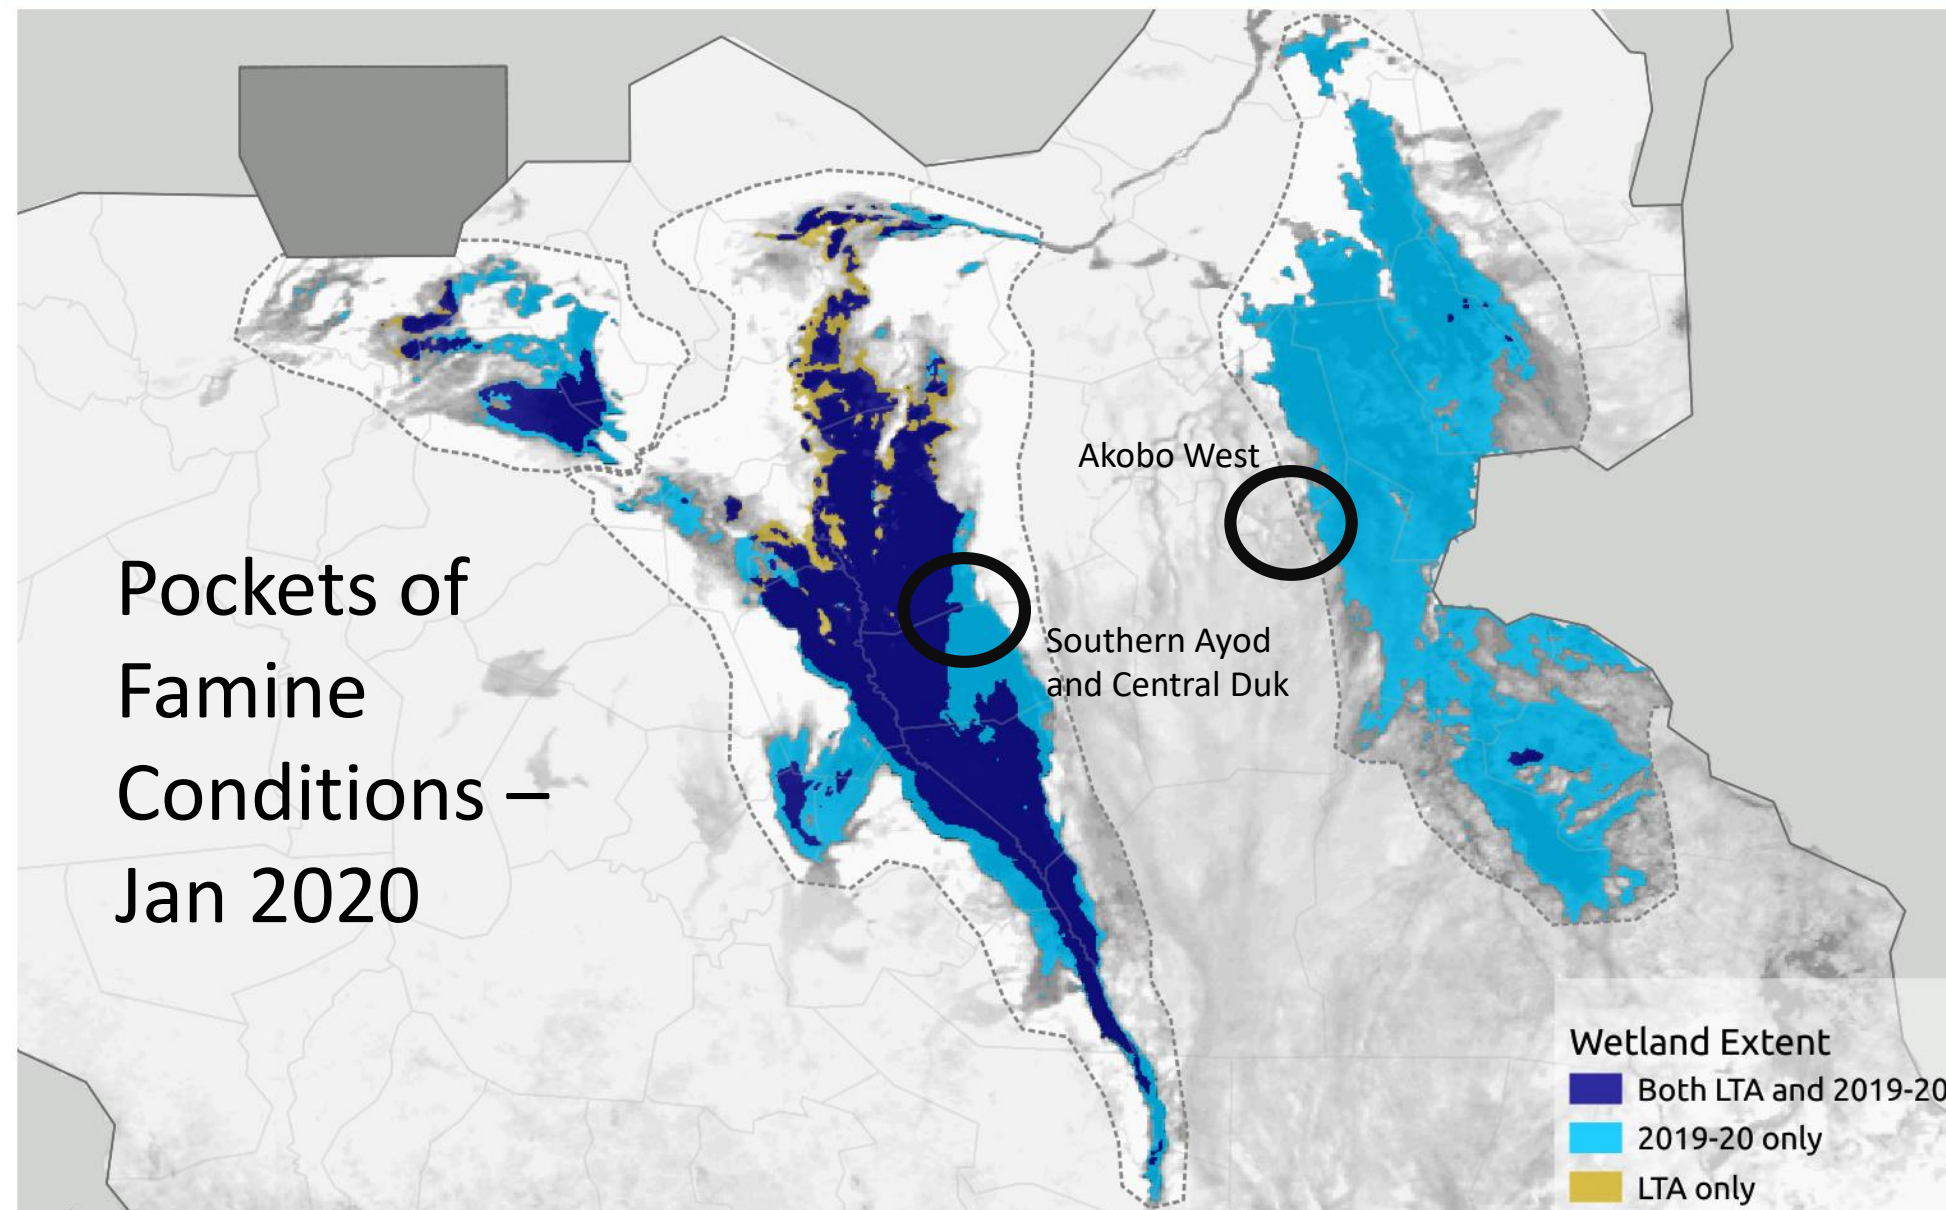 Akobo West
Pockets of
Famine
Conditions –
Jan 2020
Southern Ayod
and Central Duk
Wetland Extent
Both LTA and 2019-20
2019-20 only
LTA only